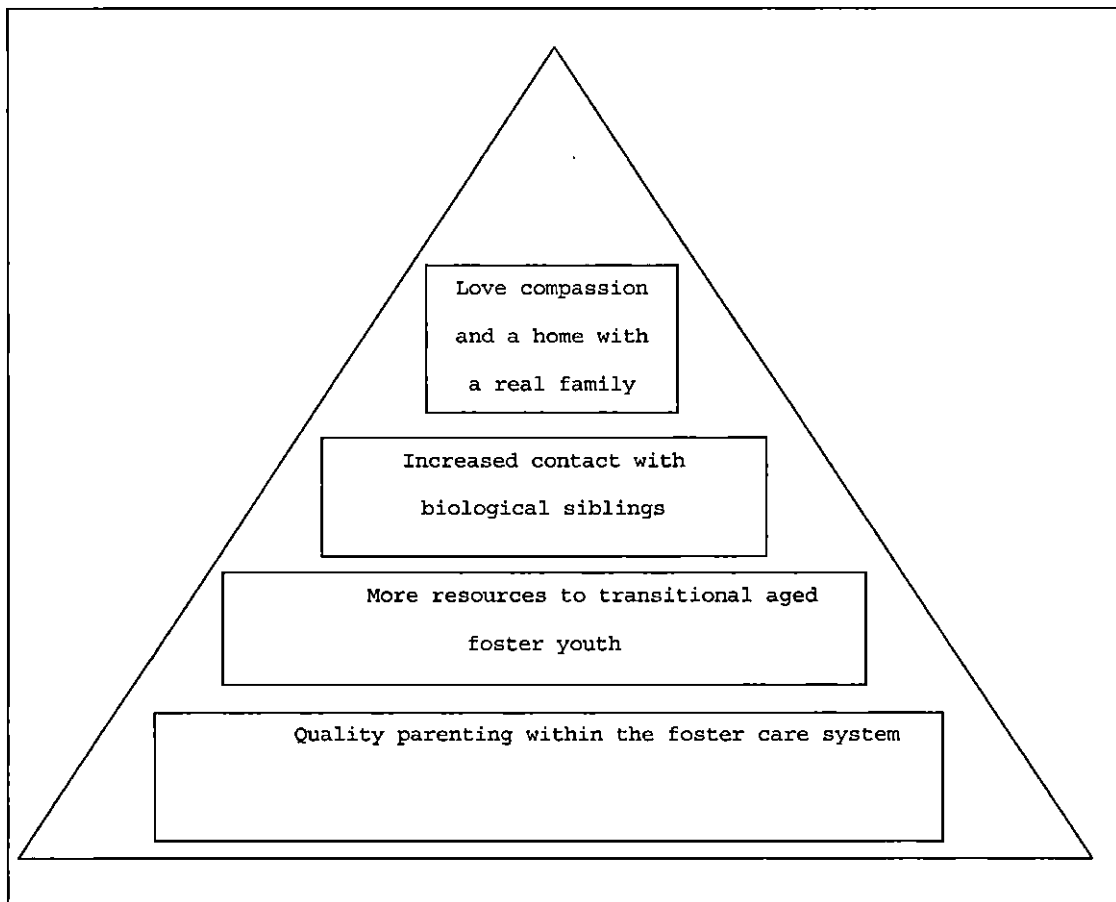 Love compassion
and a home with
a real family
Increased contact with
biological siblings
More resources to transitional aged
foster youth
Quality parenting within the foster care system